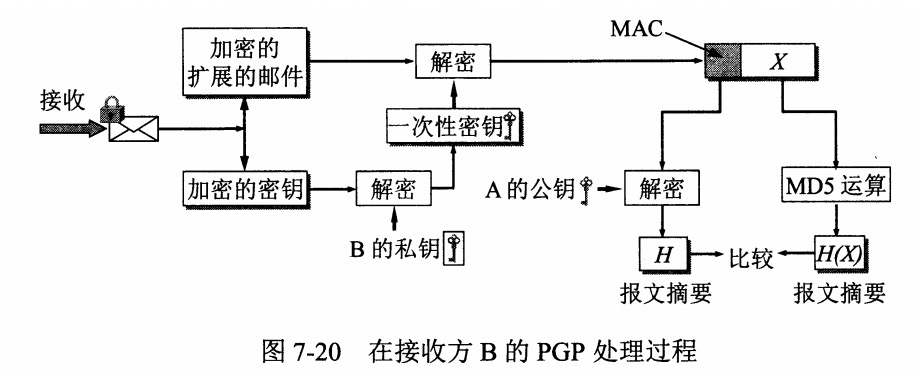 MAC
加密的
扩展的邮件
解密
X
接收
一次性密钥
加密的密钥
解密
A 的公钥
解密
MD5 运算
B 的私钥
H
比较
H(X)
报文摘要
报文摘要
图 7-20 在接收方 B 的 PGP 处理过程